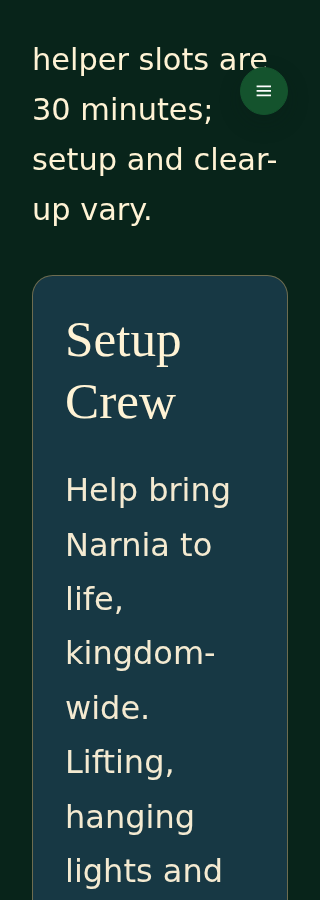 helper slots are
30 minutes;
setup and clear-
up vary.
Setup
Crew
Help bring
Narnia to
life,
kingdom-
wide.
Lifting,
hanging
lights and